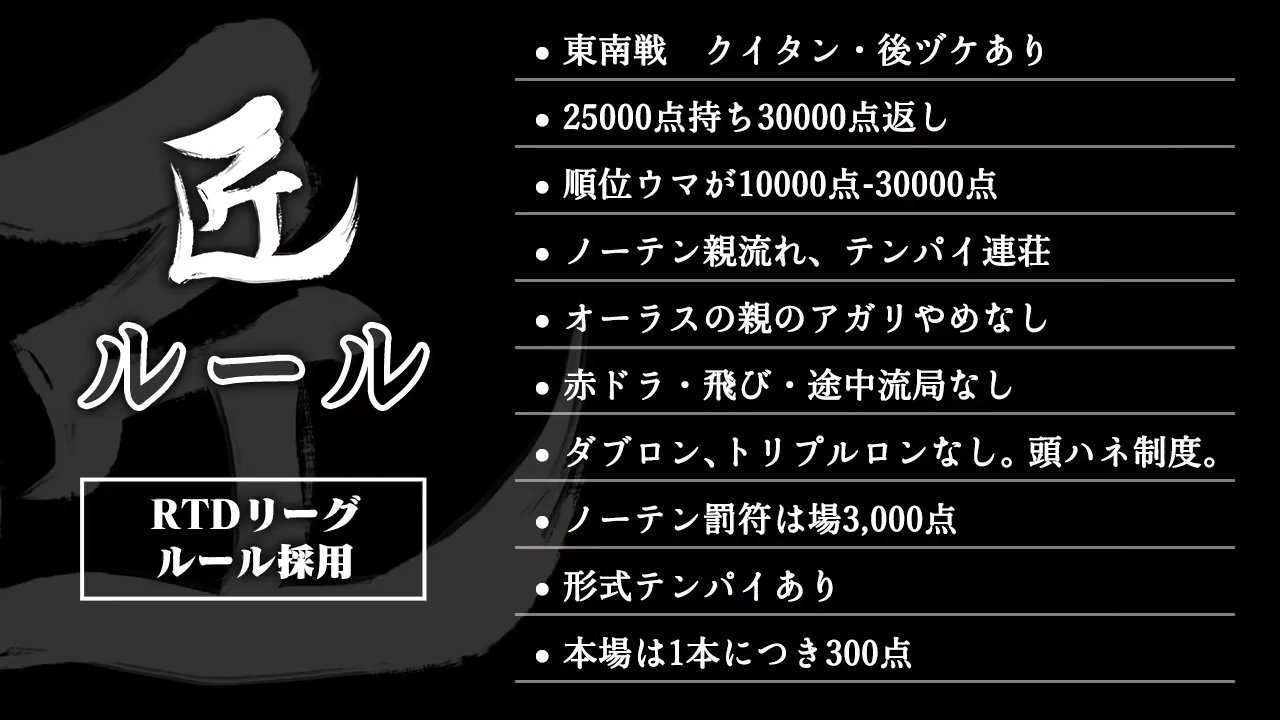 匠
ルール
RTDリーグ
ルール採用
• 東南戦　クイタン・後ヅケあり
• 25000点持ち30000点返し
• 順位ウマが10000点-30000点
• ノーテン親流れ、テンパイ連荘
• オーラスの親のアガリやめなし
• 赤ドラ・飛び・途中流局なし
• ダブロン、トリプルロンなし。頭ハネ制度。
• ノーテン罰符は場3,000点
• 形式テンパイあり
• 本場は1本につき300点